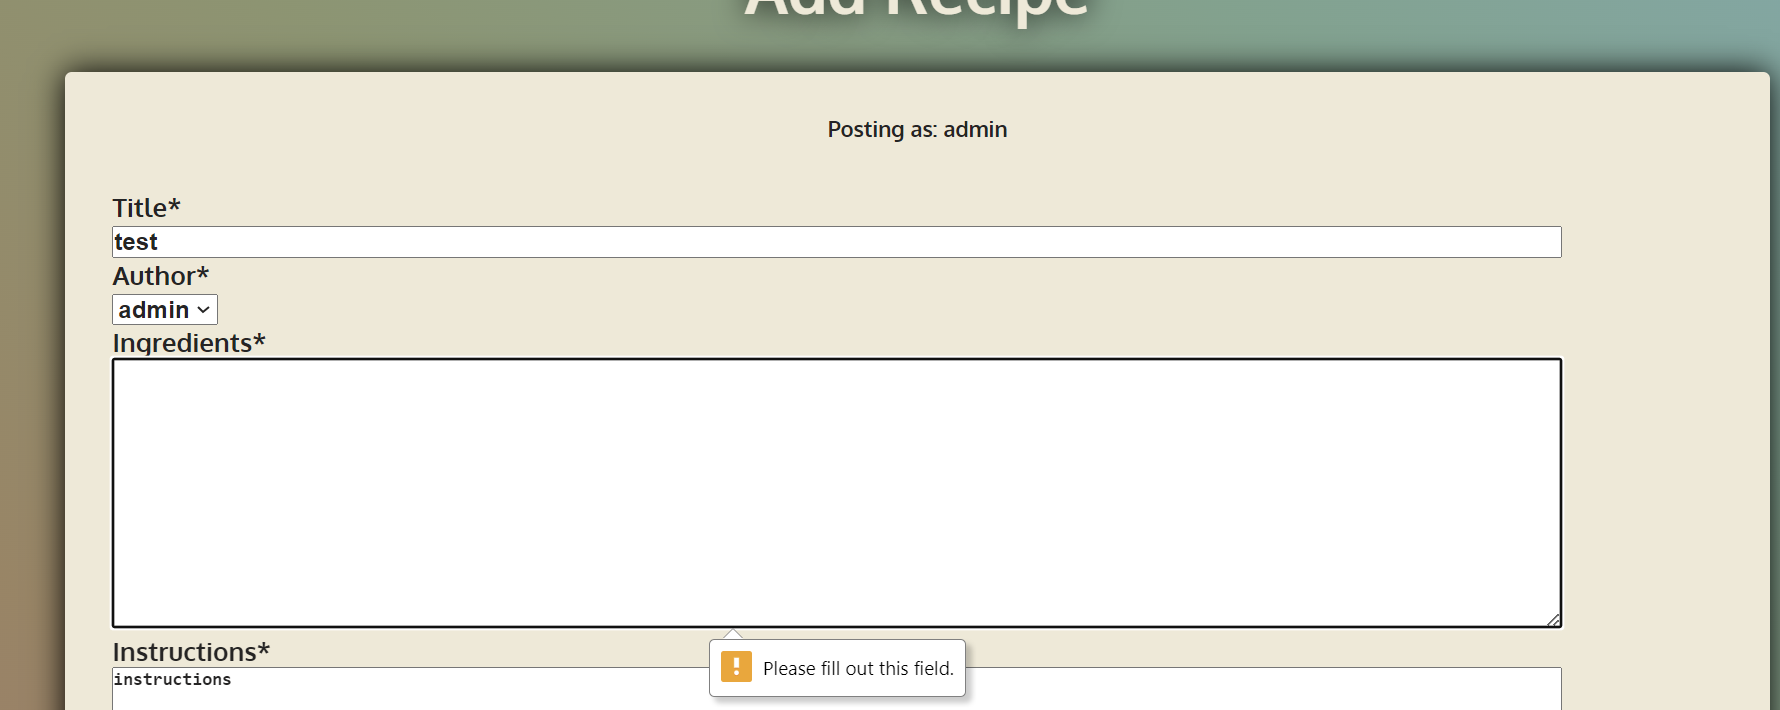 Add Recipe
Posting as: admin
Title*
test
Author*
admin
Ingredients*
Instructions*
instructions
Please fill out this field.